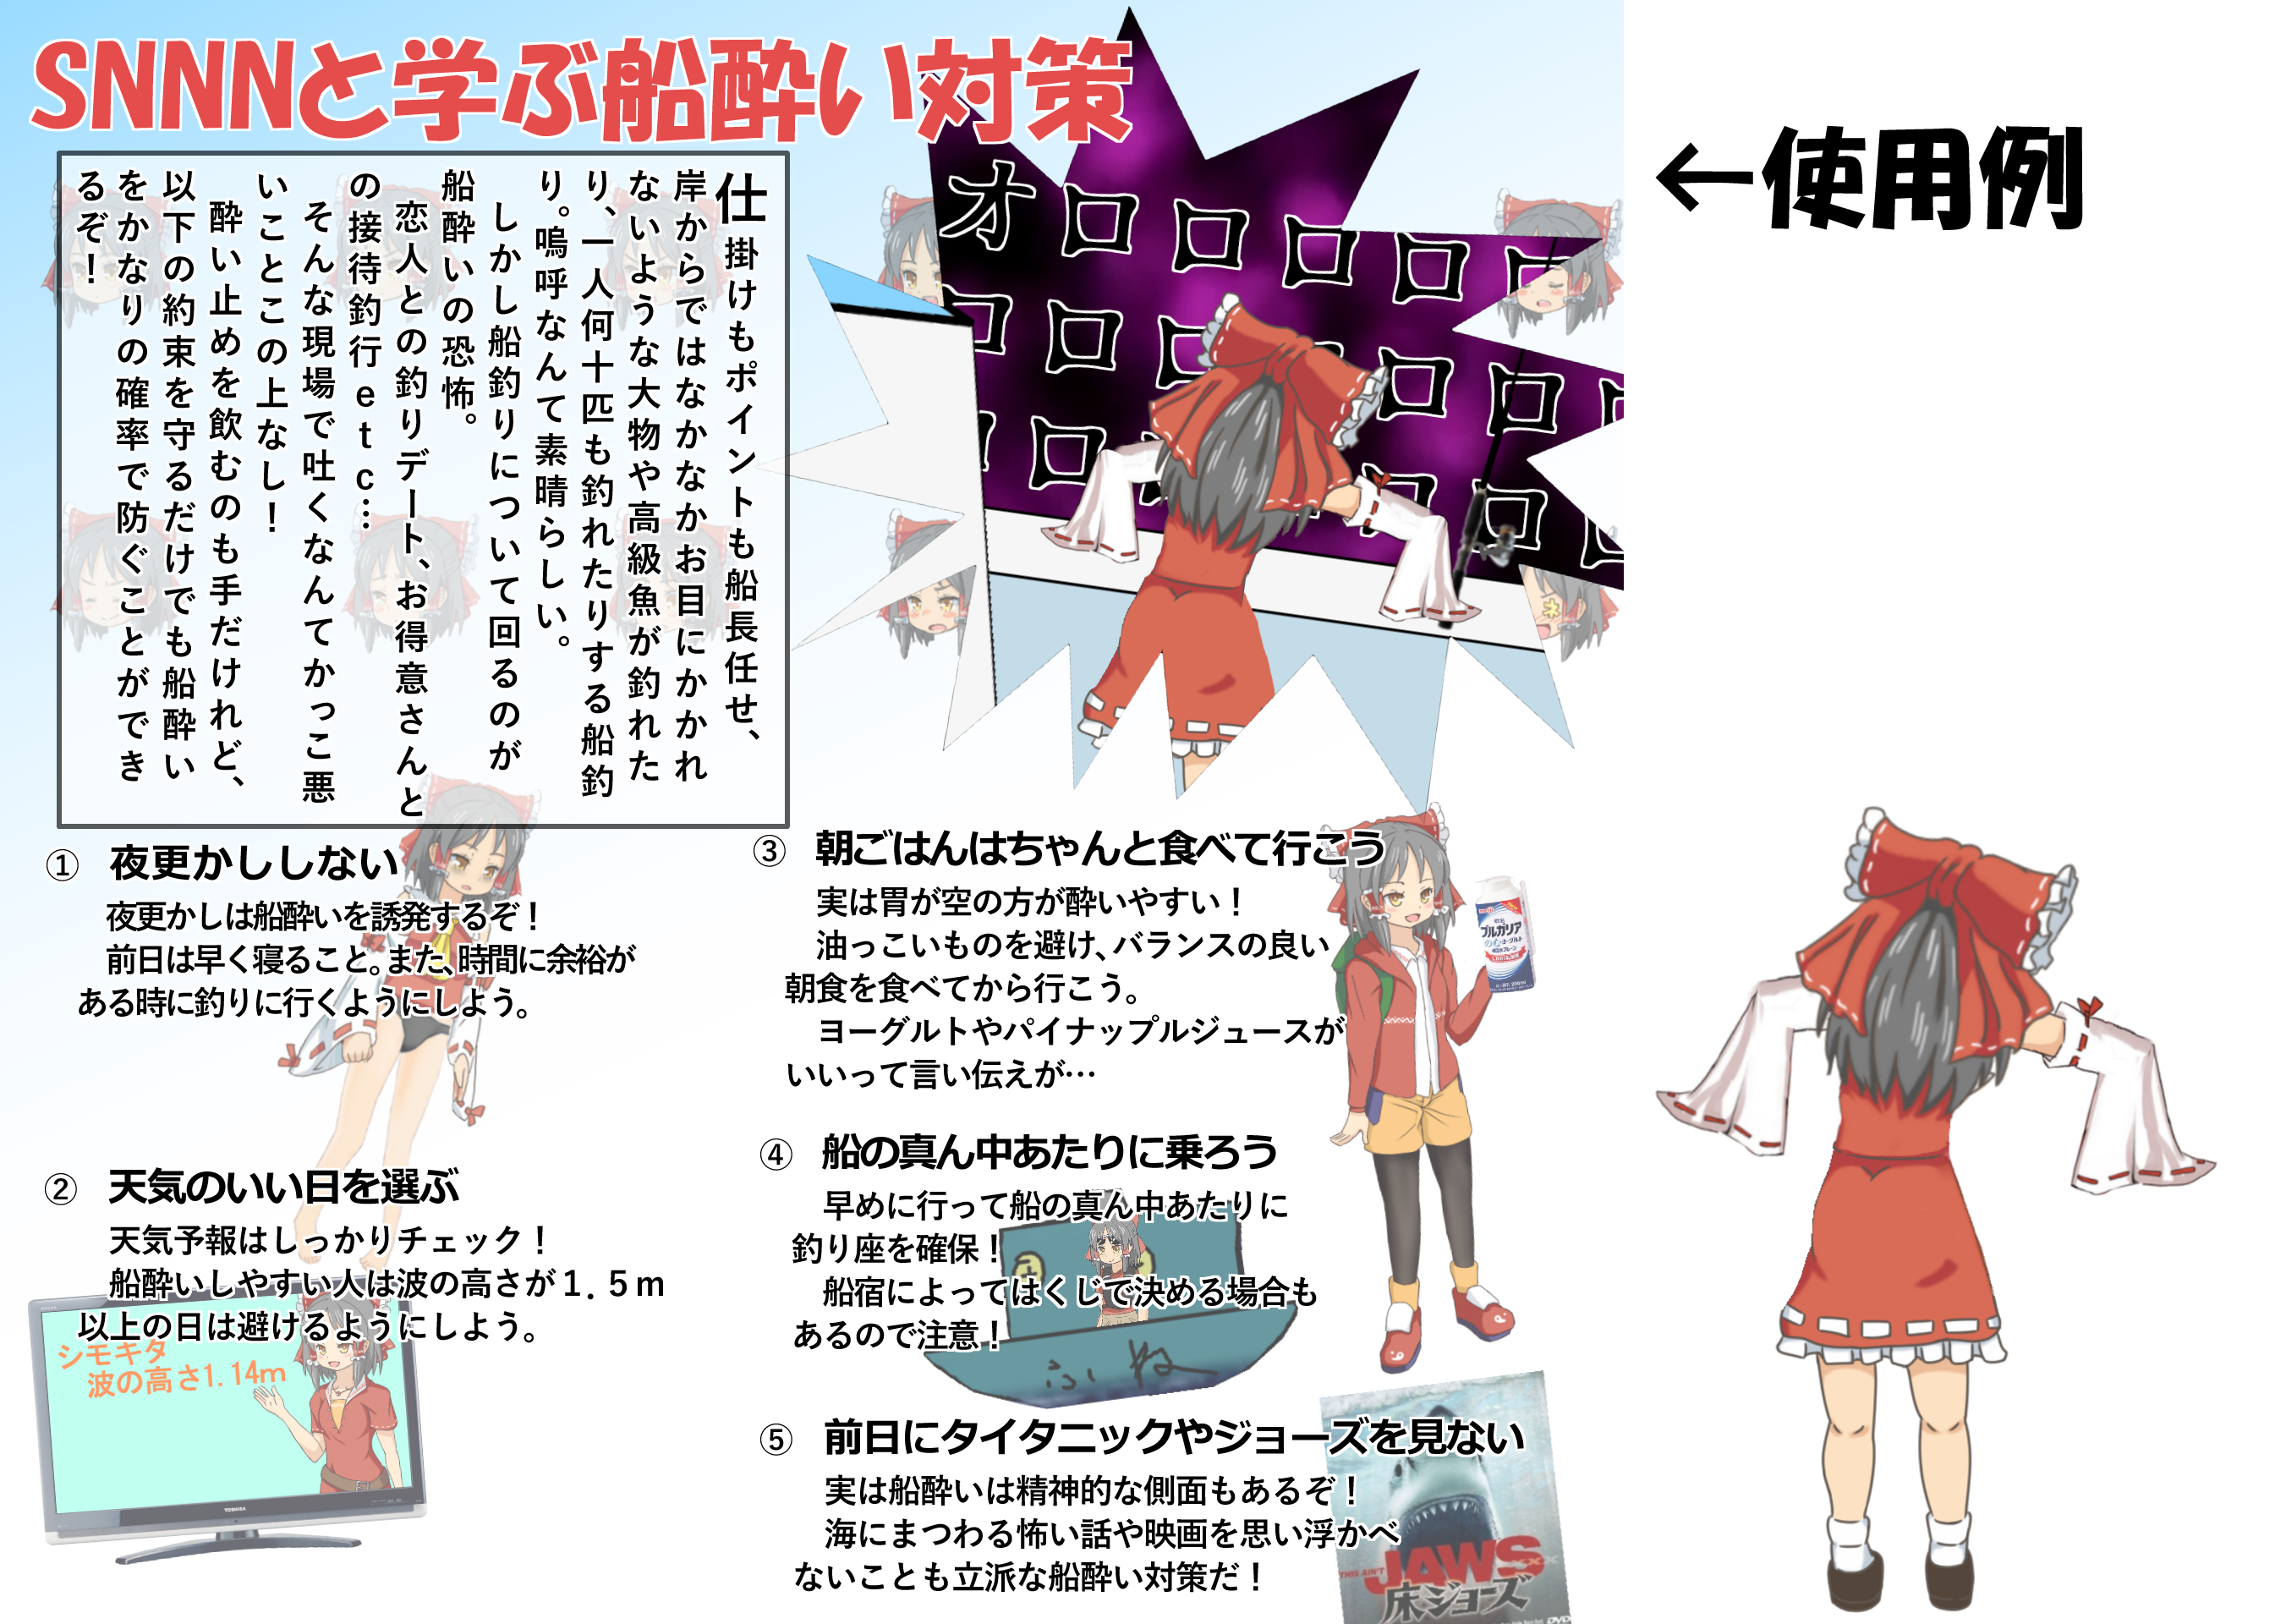 SNNNと学ぶ船酔い対策
←使用例
仕掛けもポイントも船長任せ、
岸からではなかなかお目にかかれ
ないような大物や高級魚が釣れた
り、一人何十匹も釣れたりする船釣
り。嗚呼なんて素晴らしい。
しかし船釣りについて回るのが
船酔いの恐怖。
恋人との釣りデート、お得意さんと
の接待釣行etc…
そんな現場で吐くなんてかっこ悪
いことこの上なし！
酔い止めを飲むのも手だけれど、
以下の約束を守るだけでも船酔い
をかなりの確率で防ぐことができ
るぞ！
オロロロロロ
ロロロロロロ
ロロロロロロ
① 夜更かししない
夜更かしは船酔いを誘発するぞ！
前日は早く寝ること。また、時間に余裕が
ある時に釣りに行くようにしよう。
② 天気のいい日を選ぶ
天気予報はしっかりチェック！
船酔いしやすい人は波の高さが１．５ｍ
以上の日は避けるようにしよう。
シモキタ
波の高さ1.14m
TOSHIBA
③ 朝ごはんはちゃんと食べて行こう
実は胃が空の方が酔いやすい！
油っこいものを避け、バランスの良い
朝食を食べてから行こう。
ヨーグルトやパイナップルジュースが
いいって言い伝えが…
ブルガリア
のむヨーグルト
④ 船の真ん中あたりに乗ろう
早めに行って船の真ん中あたりに
釣り座を確保！
船宿によってはくじで決める場合も
あるので注意！
ふね
⑤ 前日にタイタニックやジョーズを見ない
実は船酔いは精神的な側面もあるぞ！
海にまつわる怖い話や映画を思い浮かべ
ないことも立派な船酔い対策だ！
THIS AIN'T
JAWS
XXX
床ジョーズ
DVD